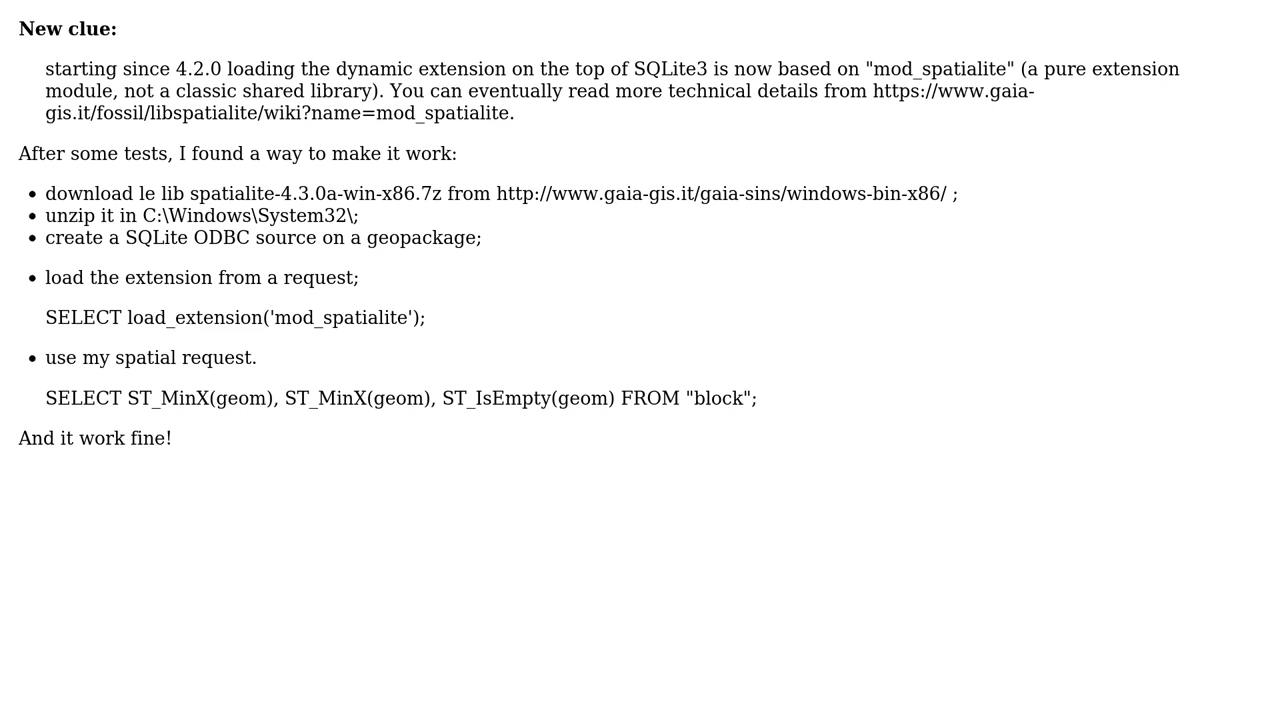 New clue:
starting since 4.2.0 loading the dynamic extension on the top of SQLite3 is now based on "mod_spatialite" (a pure extension
module, not a classic shared library). You can eventually read more technical details from https://www.gaia-
gis.it/fossil/libspatialite/wiki?name=mod_spatialite.
After some tests, I found a way to make it work:
• download le lib spatialite-4.3.0a-win-x86.7z from http://www.gaia-gis.it/gaia-sins/windows-bin-x86/ ;
• unzip it in C:\Windows\System32\;
• create a SQLite ODBC source on a geopackage;
• load the extension from a request;
SELECT load_extension('mod_spatialite');
• use my spatial request.
SELECT ST_MinX(geom), ST_MinX(geom), ST_IsEmpty(geom) FROM "block";
And it work fine!